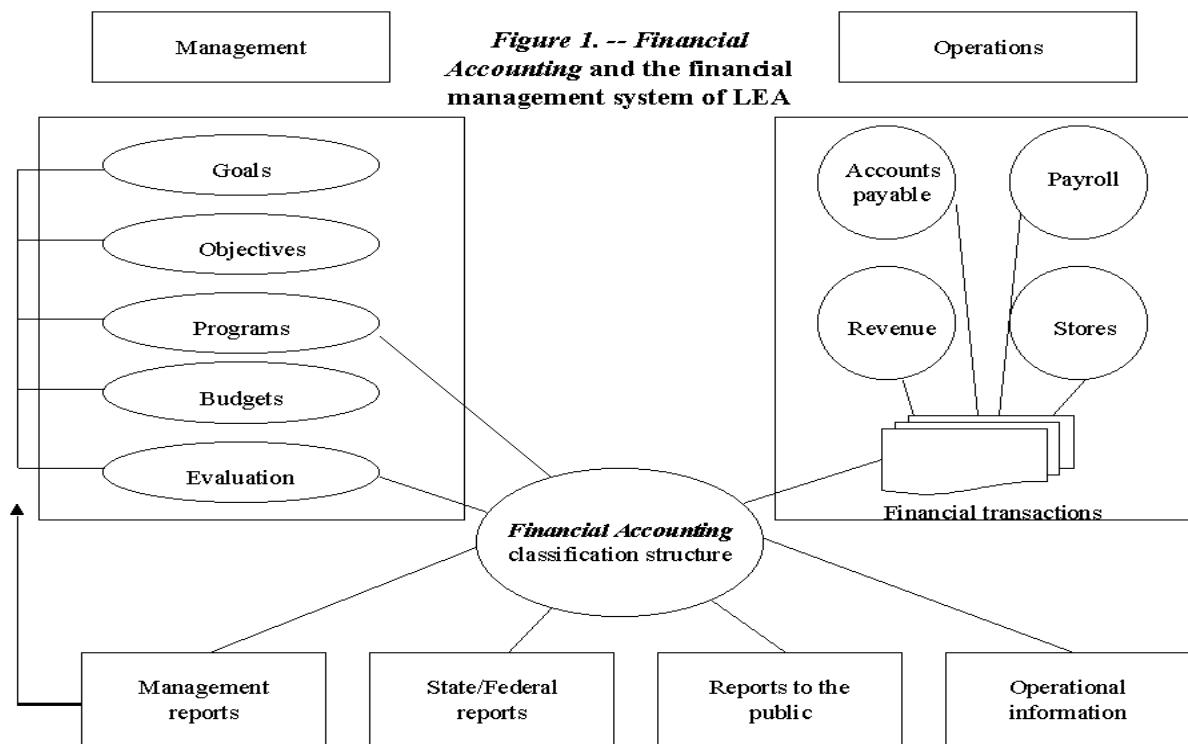 Management
Figure 1. -- Financial
Accounting and the financial
management system of LEA
Operations
Goals
Objectives
Programs
Budgets
Evaluation
Accounts
payable
Payroll
Revenue
Stores
Financial transactions
Financial Accounting
classification structure
Management
reports
State/Federal
reports
Reports to the
public
Operational
information